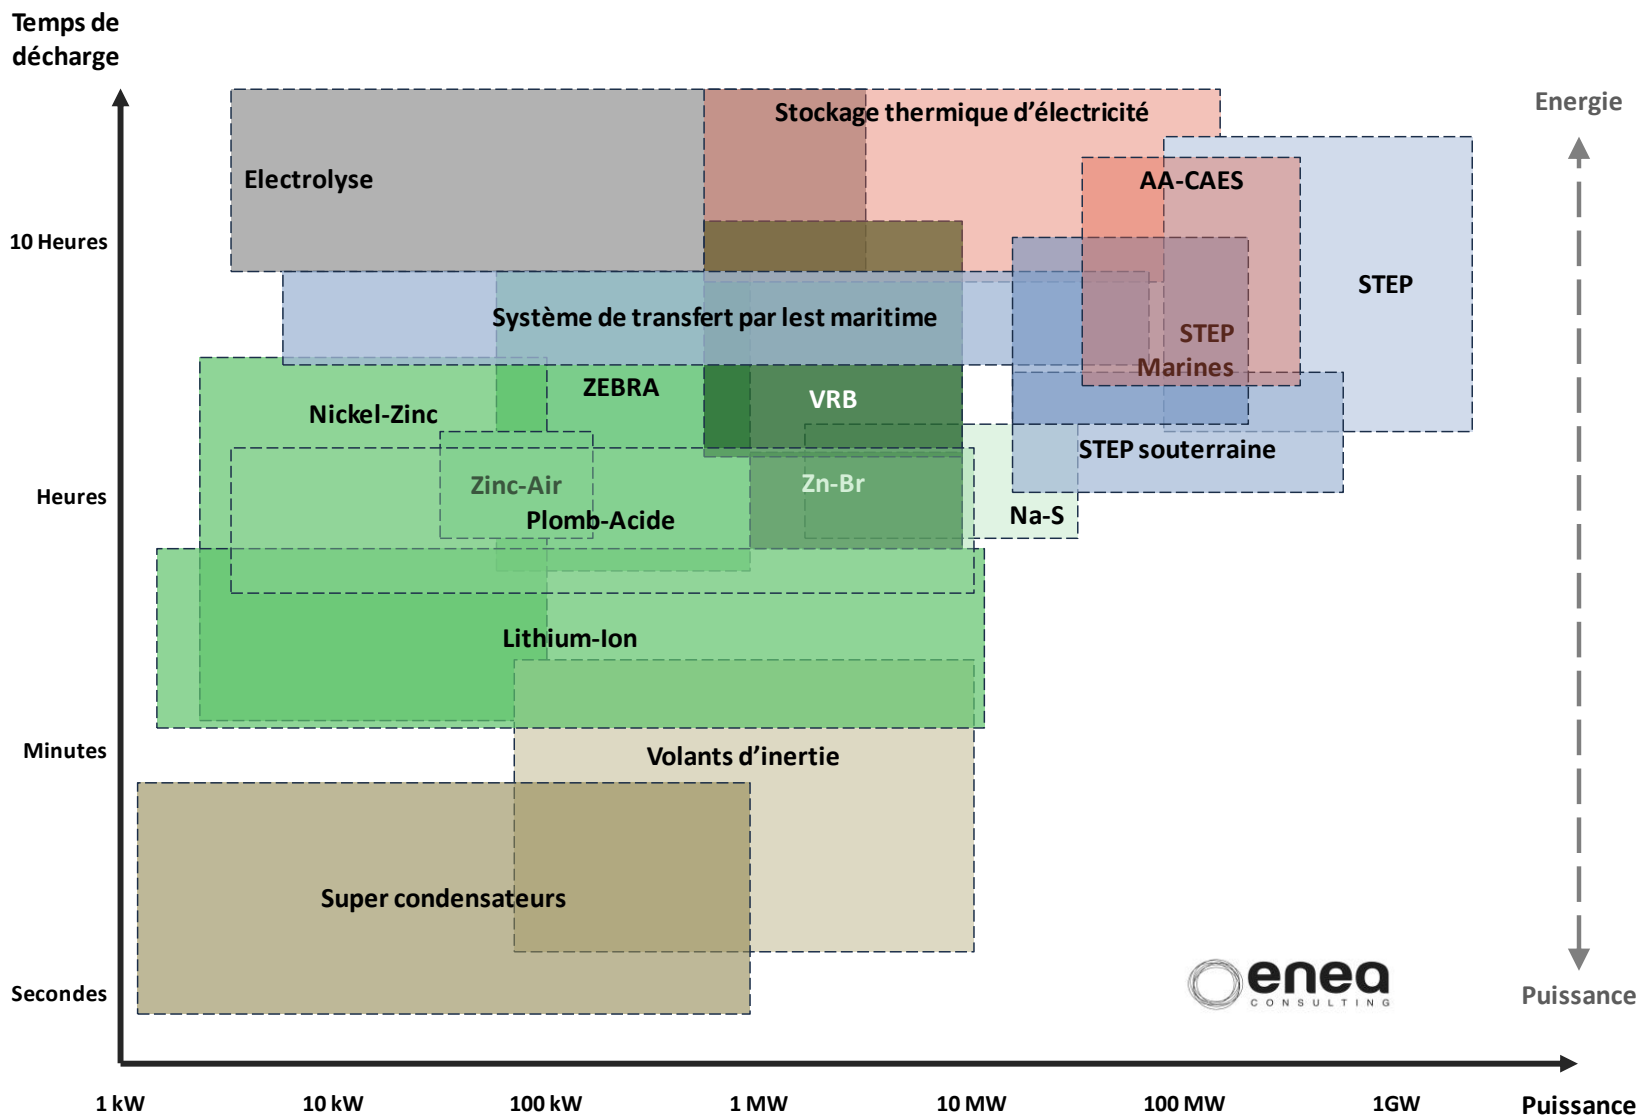 Temps de
décharge
Energie
Stockage thermique d’électricité
Electrolyse
AA-CAES
10 Heures
STEP
Système de transfert par lest maritime
STEP
Marines
ZEBRA
VRB
Nickel-Zinc
STEP souterraine
Zinc-Air
Zn-Br
Heures
Plomb-Acide
Na-S
Lithium-Ion
Minutes
Volants d’inertie
Super condensateurs
enea
CONSULTING
Secondes
Puissance
1 kW
10 kW
100 kW
1 MW
10 MW
100 MW
1GW
Puissance